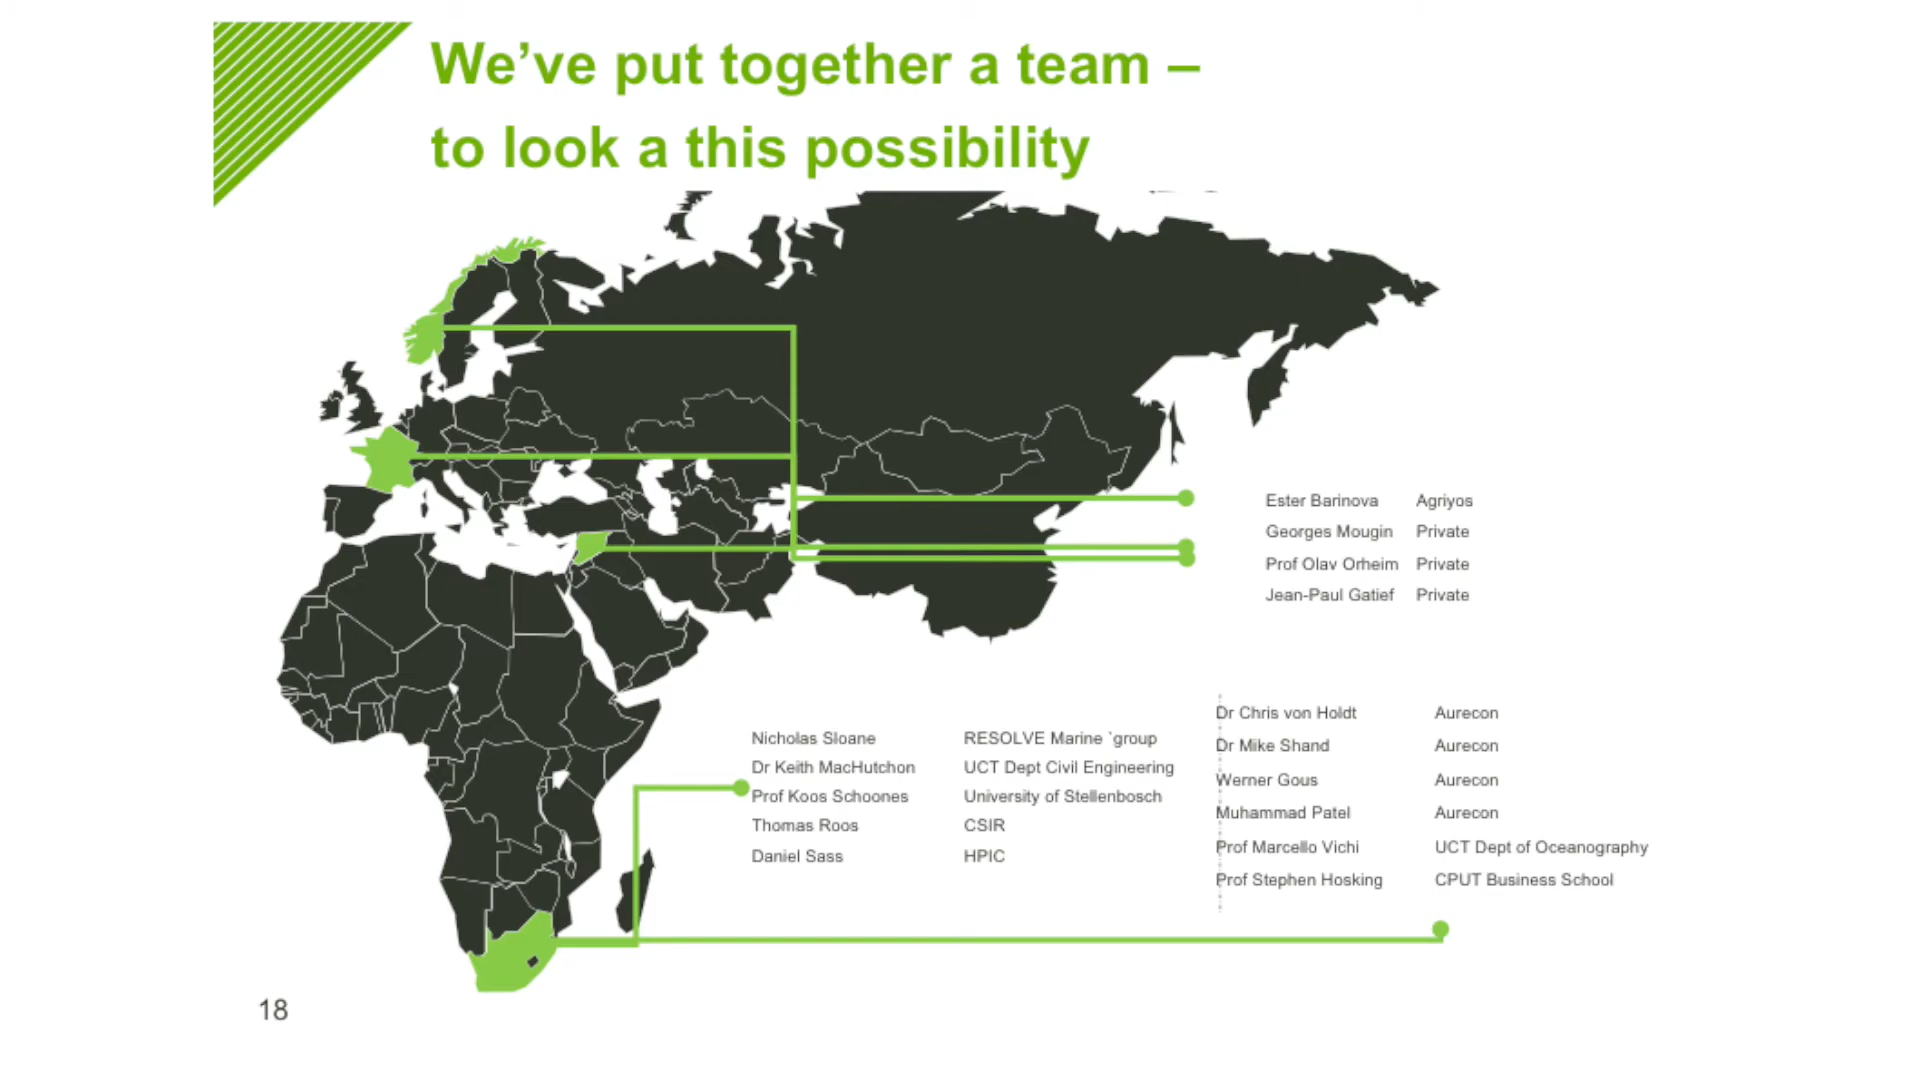 We’ve put together a team –
to look a this possibility
Ester Barinova Agriyos
Georges Mougin Private
Prof Olav Orheim Private
Jean-Paul Gatief Private
Nicholas Sloane RESOLVE Marine `group
Dr Keith MacHutchon UCT Dept Civil Engineering
Prof Koos Schoones University of Stellenbosch
Thomas Roos CSIR
Daniel Sass HPIC
Dr Chris von Holdt Aurecon
Dr Mike Shand Aurecon
Werner Gous Aurecon
Muhammad Patel Aurecon
Prof Marcello Vichi UCT Dept of Oceanography
Prof Stephen Hosking CPUT Business School
18